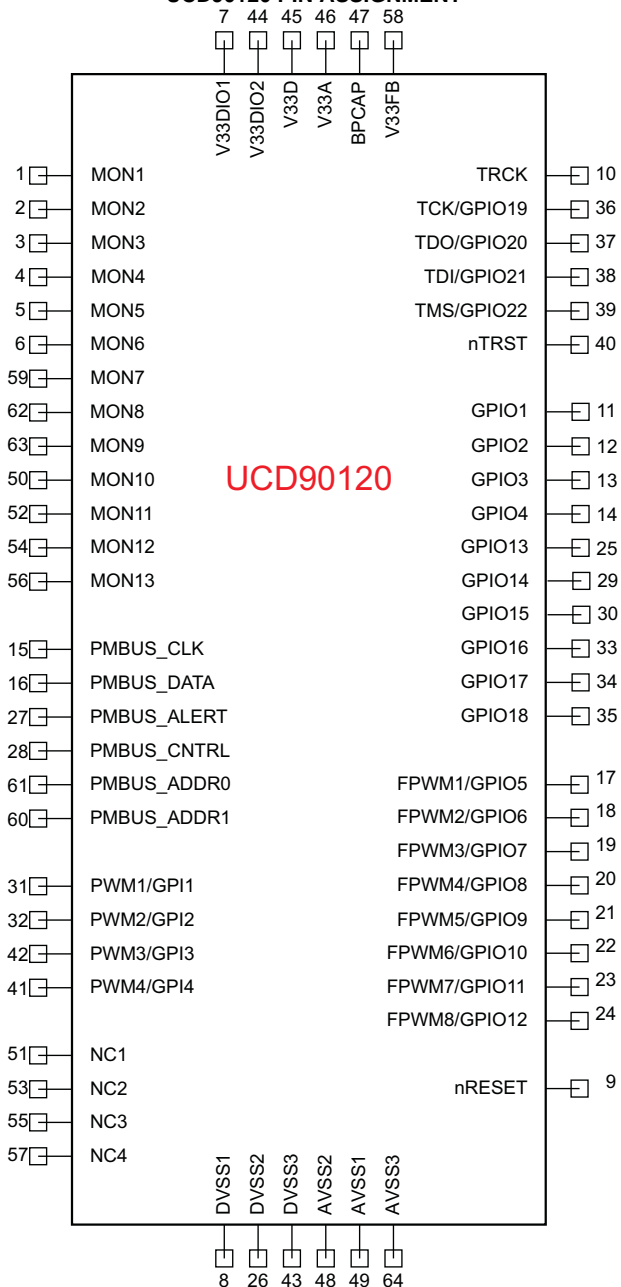 UCD90120 PIN ASSIGNMENT
7 44 45 46 47 58
V33DIO1 V33DIO2 V33D V33A BPCAP V33FB
1 MON1 TRCK 10
2 MON2 TCK/GPIO19 36
3 MON3 TDO/GPIO20 37
4 MON4 TDI/GPIO21 38
5 MON5 TMS/GPIO22 39
6 MON6 nTRST 40
59 MON7
62 MON8 GPIO1 11
63 MON9 GPIO2 12
50 MON10 UCD90120 GPIO3 13
52 MON11 GPIO4 14
54 MON12 GPIO13 25
56 MON13 GPIO14 29
GPIO15 30
15 PMBUS_CLK GPIO16 33
16 PMBUS_DATA GPIO17 34
27 PMBUS_ALERT GPIO18 35
28 PMBUS_CNTRL
61 PMBUS_ADDR0 FPWM1/GPIO5 17
60 PMBUS_ADDR1 FPWM2/GPIO6 18
FPWM3/GPIO7 19
31 PWM1/GPI1 FPWM4/GPIO8 20
32 PWM2/GPI2 FPWM5/GPIO9 21
42 PWM3/GPI3 FPWM6/GPIO10 22
41 PWM4/GPI4 FPWM7/GPIO11 23
FPWM8/GPIO12 24
51 NC1
53 NC2 nRESET 9
55 NC3
57 NC4
DVSS1 DVSS2 DVSS3 AVSS2 AVSS1 AVSS3
8 26 43 48 49 64